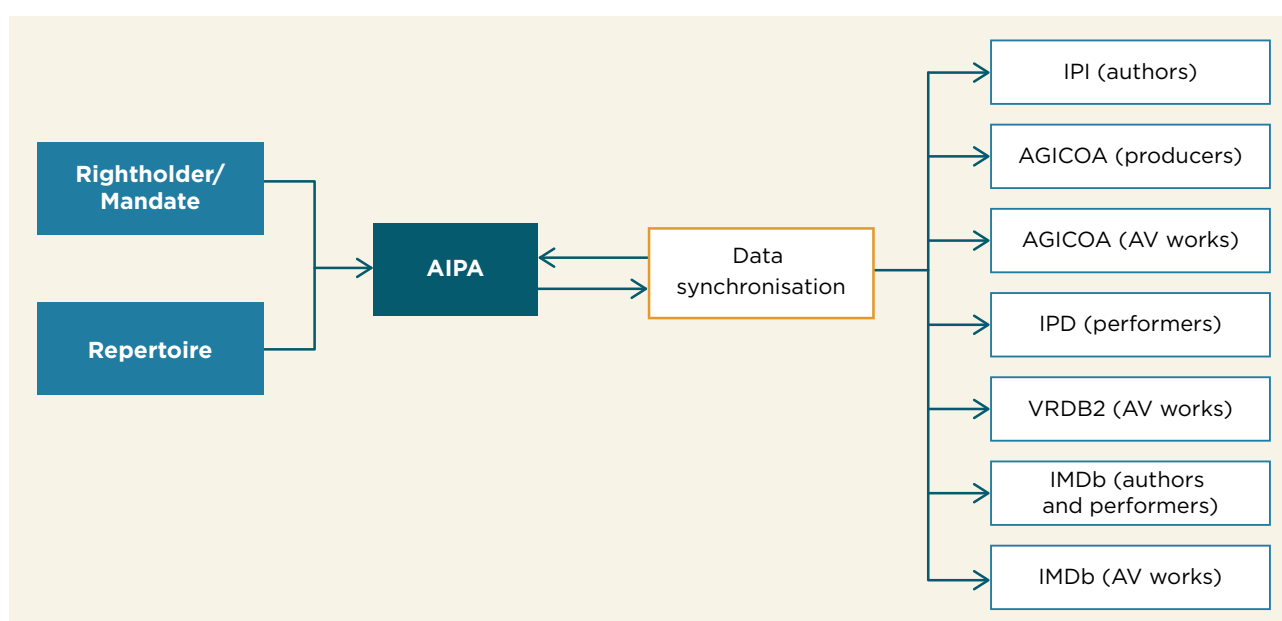 Rightholder/
Mandate
Repertoire
AIPA
Data
synchronisation
IPI (authors)
AGICOA (producers)
AGICOA (AV works)
IPD (performers)
VRDB2 (AV works)
IMDb (authors
and performers)
IMDb (AV works)